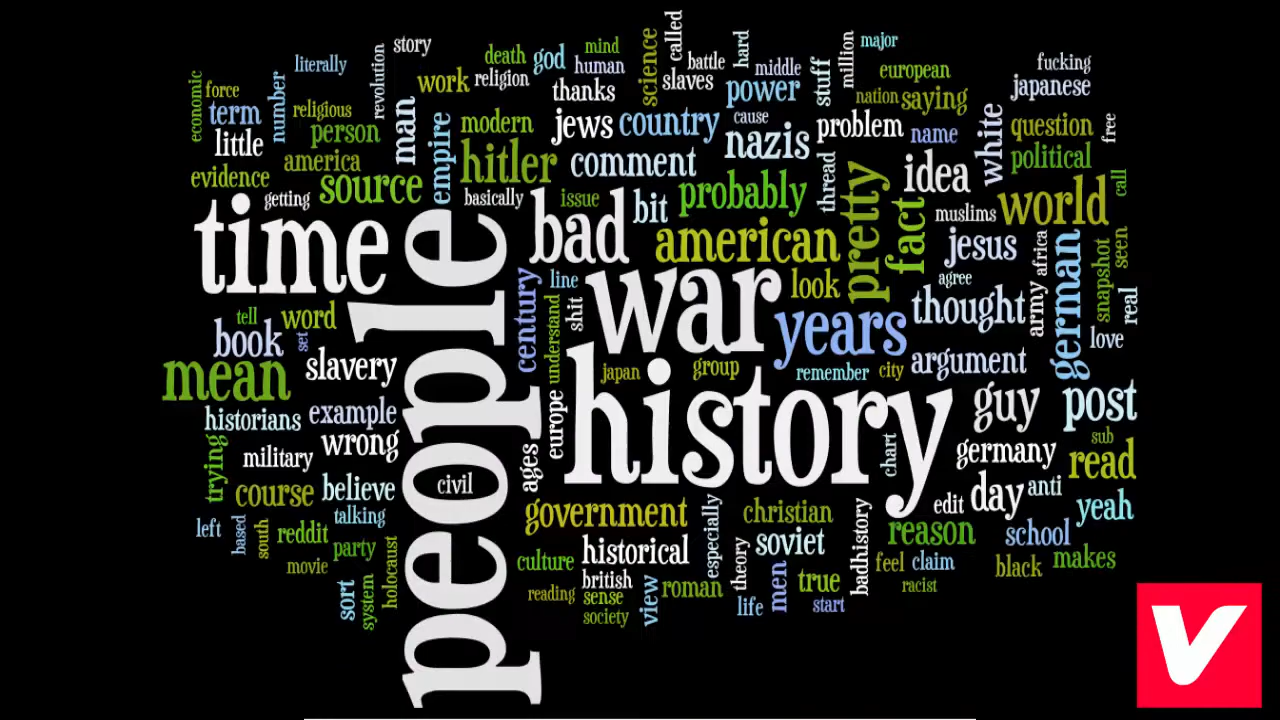 literally
story
death
god
mind
human
science
called
battle
hard
middle
million
major
european
fucking
japanese
economic
force
number
revolution
work
religion
thanks
slaves
power
stuff
nation
saying
term
religious
man
modern
jews
country
cause
problem
name
white
question
free
little
person
empire
hitler
comment
nazis
thread
pretty
idea
political
call
evidence
america
source
basically
issue
bit
probably
fact
muslims
world
getting
time
people
bad
american
jesus
africa
german
snapshot
seen
century
line
war
look
agree
thought
army
real
tell
word
set
understand
shit
years
love
book
mean
slavery
japan
group
remember
city
argument
historians
example
europe
history
guy
post
trying
wrong
ages
chart
germany
sub
read
military
civil
course
believe
edit
day
anti
yeah
left
based
south
reddit
talking
government
especially
christian
badhistory
reason
school
movie
party
holocaust
culture
historical
theory
soviet
feel
claim
black
makes
sort
system
reading
british
sense
society
view
roman
life
men
true
start
racist
V